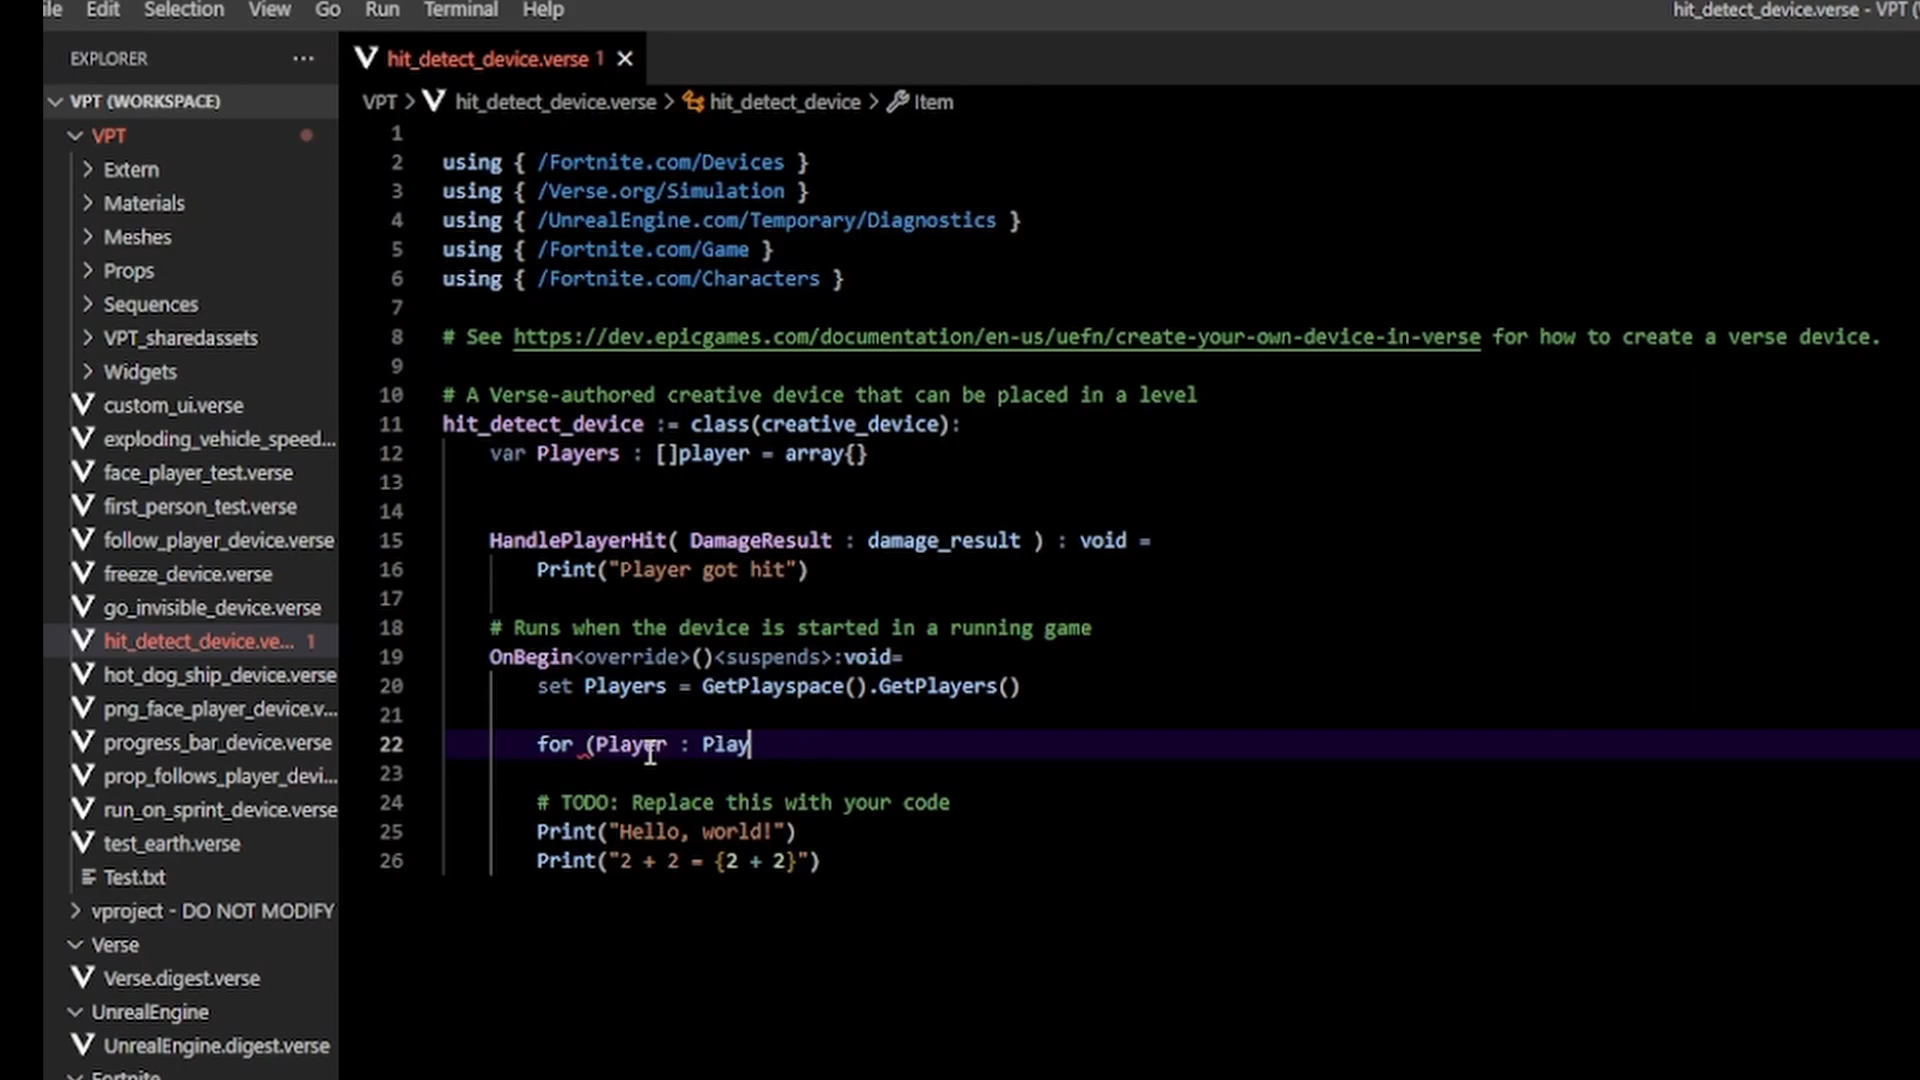 ile Edit Selection View Go Run Terminal Help
hit_detect_device.verse - VPT (
EXPLORER ...
VPT (WORKSPACE)
VPT
Extern
Materials
Meshes
Props
Sequences
VPT_sharedassets
Widgets
custom_ui.verse
exploding_vehicle_speed...
face_player_test.verse
first_person_test.verse
follow_player_device.verse
freeze_device.verse
go_invisible_device.verse
hit_detect_device.ve... 1
hot_dog_ship_device.verse
png_face_player_device.v...
progress_bar_device.verse
prop_follows_player_devi...
run_on_sprint_device.verse
test_earth.verse
Test.txt
vproject - DO NOT MODIFY
Verse
Verse.digest.verse
UnrealEngine
UnrealEngine.digest.verse
Fortnite
hit_detect_device.verse 1
VPT > hit_detect_device.verse > hit_detect_device > Item
1
2 using { /Fortnite.com/Devices }
3 using { /Verse.org/Simulation }
4 using { /UnrealEngine.com/Temporary/Diagnostics }
5 using { /Fortnite.com/Game }
6 using { /Fortnite.com/Characters }
7
8 # See https://dev.epicgames.com/documentation/en-us/uefn/create-your-own-device-in-verse for how to create a verse device.
9
10 # A Verse-authored creative device that can be placed in a level
11 hit_detect_device := class(creative_device):
12 var Players : []player = array{}
13
14
15 HandlePlayerHit( DamageResult : damage_result ) : void =
16 Print("Player got hit")
17
18 # Runs when the device is started in a running game
19 OnBegin<override>()<suspends>:void=
20 set Players = GetPlayspace().GetPlayers()
21
22 for (Player : Play
23
24 # TODO: Replace this with your code
25 Print("Hello, world!")
26 Print("2 + 2 = {2 + 2}")